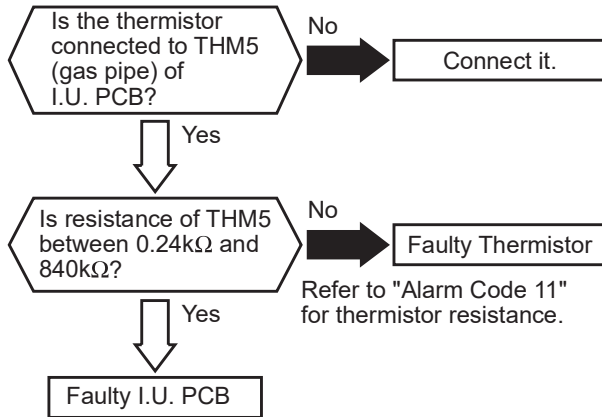 Is the thermistor
connected to THM5
(gas pipe) of
I.U. PCB?
No
Connect it.
Yes
Is resistance of THM5
between 0.24kΩ and
840kΩ?
No
Faulty Thermistor
Refer to "Alarm Code 11"
for thermistor resistance.
Yes
Faulty I.U. PCB